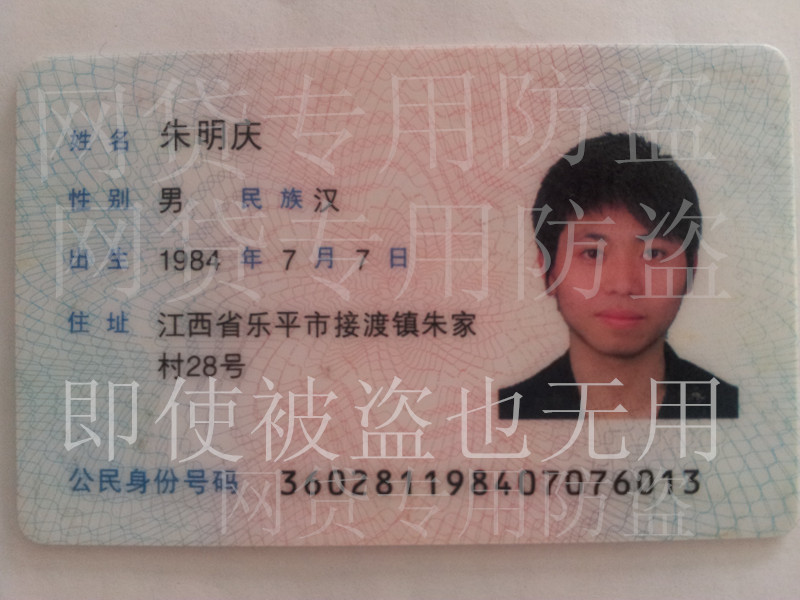 网贷专用防盗
姓名 朱明庆
性别 男 民族 汉
网贷专用防盗
出生 1984 年 7 月 7 日
住址 江西省乐平市接渡镇朱家
村28号
即使被盗也无用
公民身份号码 360281198407076013
网贷专用防盗